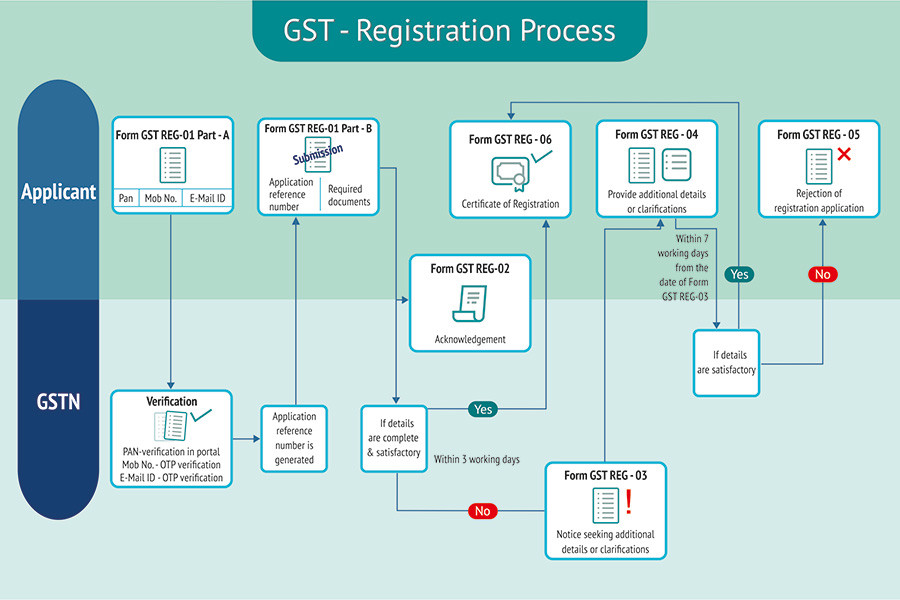 GST - Registration Process
Applicant
GSTN
Form GST REG-01 Part - A
Pan
Mob No.
E-Mail ID
Form GST REG-01 Part - B
Submission
Application
reference
number
Required
documents
Form GST REG - 06
Certificate of Registration
Form GST REG - 04
Provide additional details
or clarifications
Form GST REG - 05
Rejection of
registration application
Within 7
working days
from the
date of Form
GST REG-03
Yes
No
Form GST REG-02
Acknowledgement
If details
are satisfactory
Verification
PAN-verification in portal
Mob No. - OTP verification
E-Mail ID - OTP verification
Application
reference
number is
generated
If details
are complete
& satisfactory
Yes
Within 3 working days
No
Form GST REG - 03
!
Notice seeking additional
details or clarifications